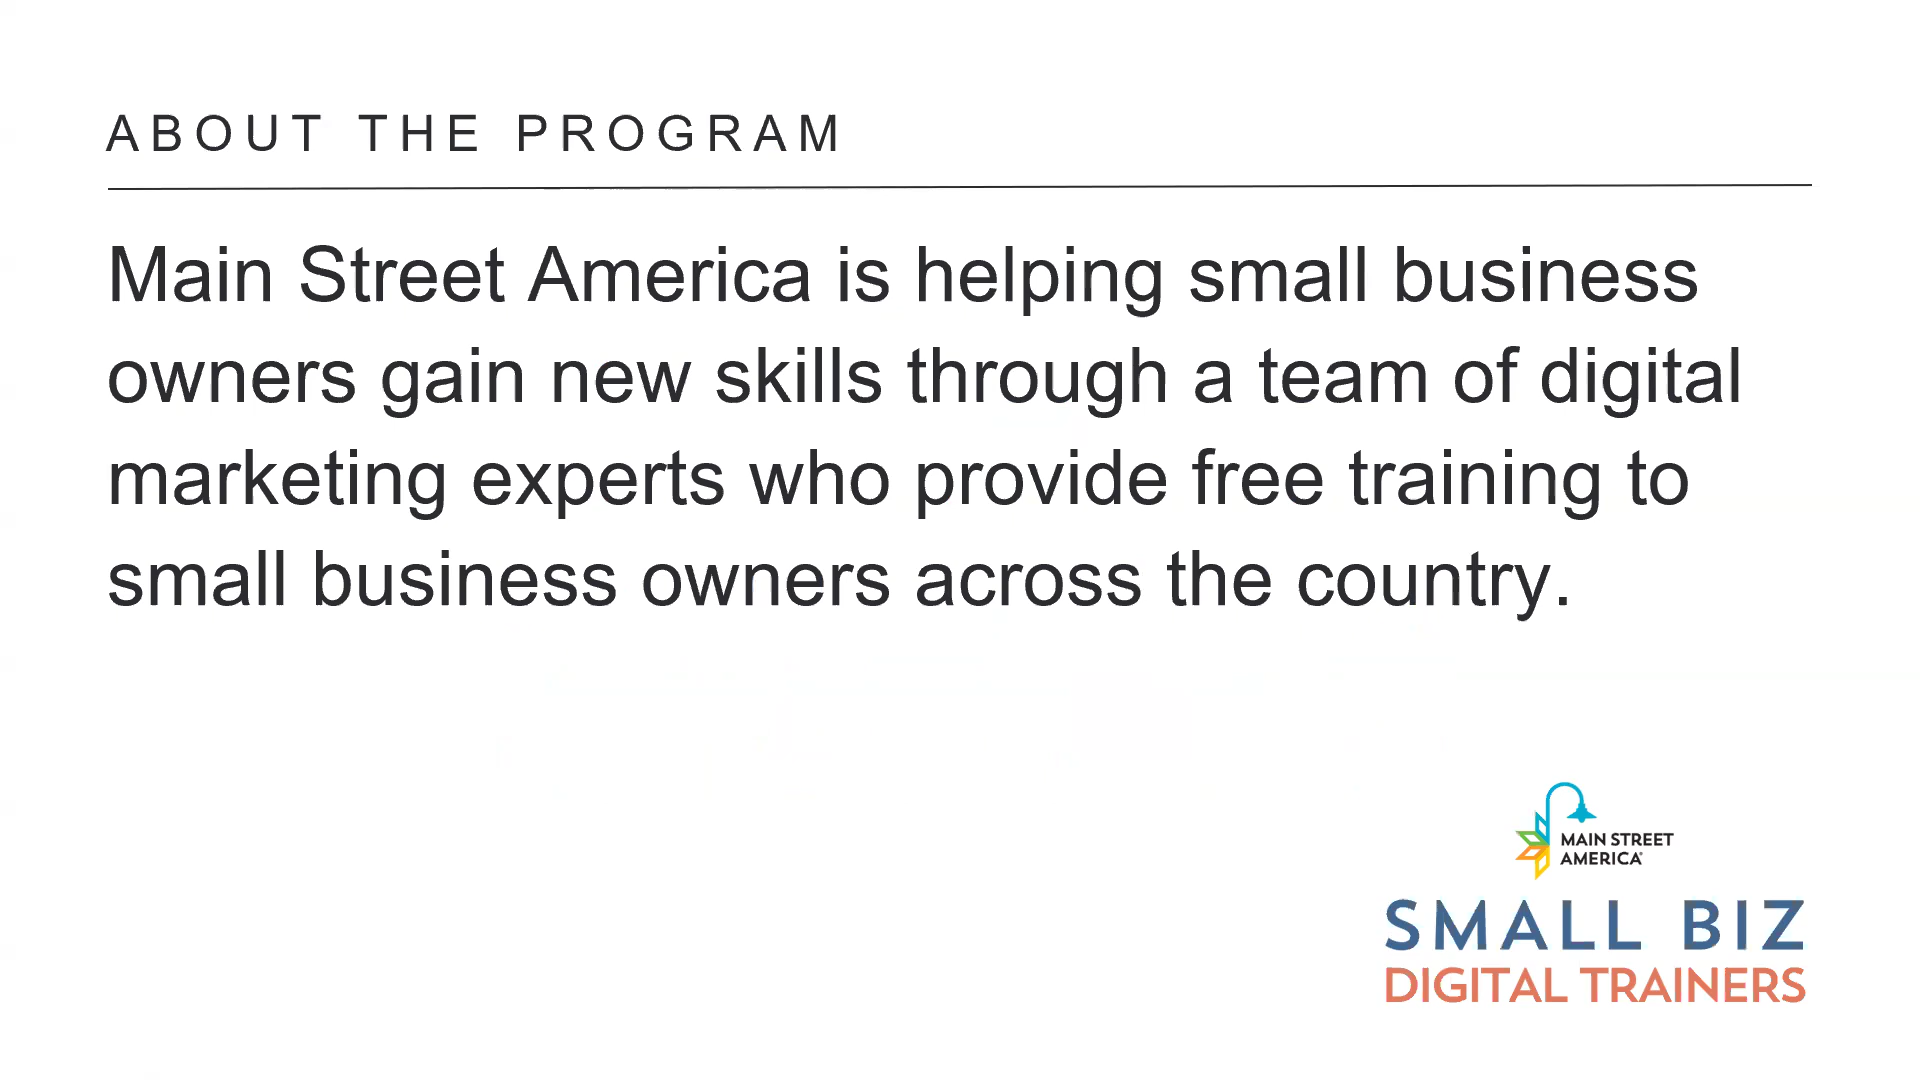 ABOUT THE PROGRAM
Main Street America is helping small business
owners gain new skills through a team of digital
marketing experts who provide free training to
small business owners across the country.
MAIN STREET
AMERICA®
SMALL BIZ
DIGITAL TRAINERS